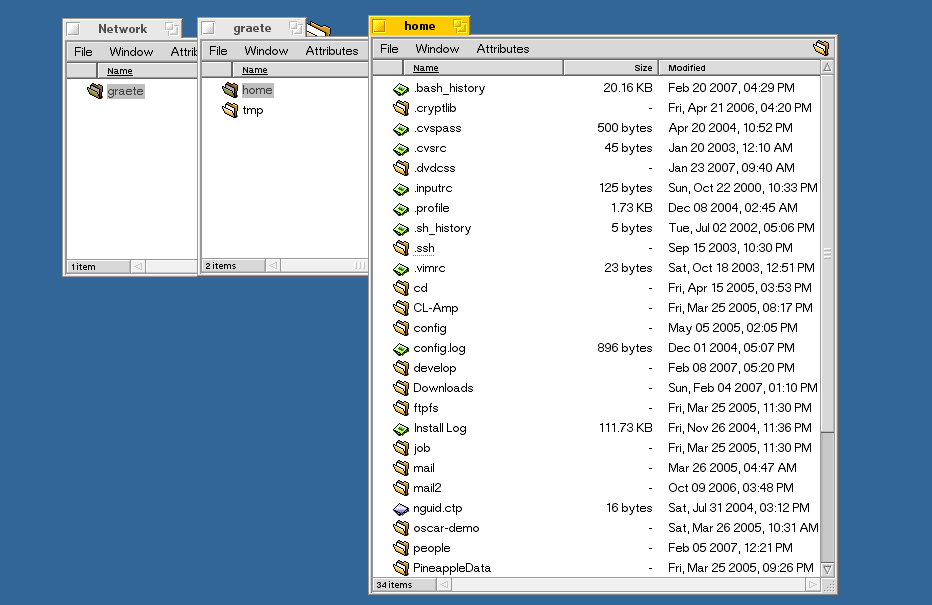 Network
File Window Attrib
Name
graete
1 item
graete
File Window Attributes
Name
home
tmp
2 items
home
File Window Attributes
Name Size Modified
.bash_history 20.16 KB Feb 20 2007, 04:29 PM
.cryptlib - Fri, Apr 21 2006, 04:20 PM
.cvspass 500 bytes Apr 20 2004, 10:52 PM
.cvsrc 45 bytes Jan 20 2003, 12:10 AM
.dvdcss - Jan 23 2007, 09:40 AM
.inputrc 125 bytes Sun, Oct 22 2000, 10:33 PM
.profile 1.73 KB Dec 08 2004, 02:45 AM
.sh_history 5 bytes Tue, Jul 02 2002, 05:06 PM
.ssh - Sep 15 2003, 10:30 PM
.vimrc 23 bytes Sat, Oct 18 2003, 12:51 PM
cd - Fri, Apr 15 2005, 03:53 PM
CL-Amp - Fri, Mar 25 2005, 08:17 PM
config - May 05 2005, 02:05 PM
config.log 896 bytes Dec 01 2004, 05:07 PM
develop - Feb 08 2007, 05:20 PM
Downloads - Sun, Feb 04 2007, 01:10 PM
ftpfs - Fri, Mar 25 2005, 11:30 PM
Install Log 111.73 KB Fri, Nov 26 2004, 11:36 PM
job - Fri, Mar 25 2005, 11:30 PM
mail - Mar 26 2005, 04:47 AM
mail2 - Oct 09 2006, 03:48 PM
nguid.ctp 16 bytes Sat, Jul 31 2004, 03:12 PM
oscar-demo - Sat, Mar 26 2005, 10:31 AM
people - Feb 05 2007, 12:21 PM
PineappleData - Fri, Mar 25 2005, 09:26 PM
34 items